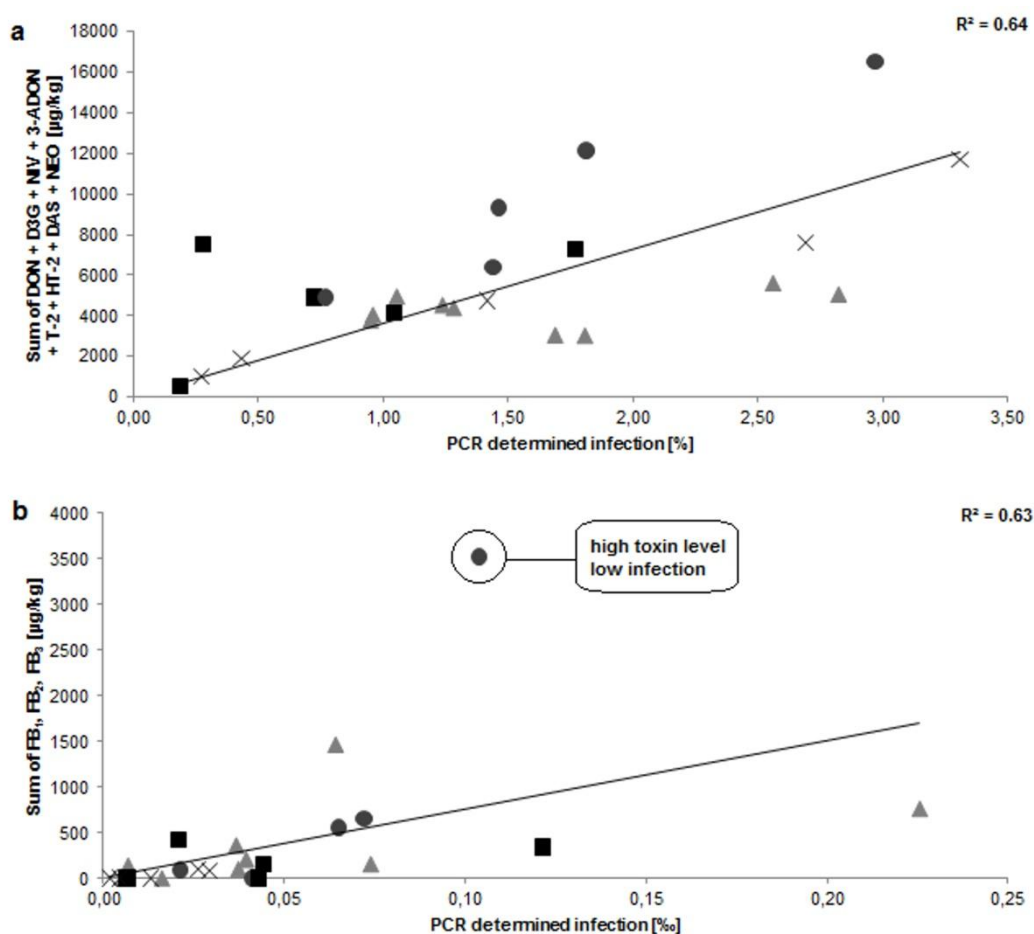 a
R² = 0.64
Sum of DON + D3G + NIV + 3-ADON
+ T-2 + HT-2 + DAS + NEO [µg/kg]
18000
16000
14000
12000
10000
8000
6000
4000
2000
0
0,00 0,50 1,00 1,50 2,00 2,50 3,00 3,50
PCR determined infection [%]
b
R² = 0.63
Sum of FB₁, FB₂, FB₃ [µg/kg]
4000
3500
3000
2500
2000
1500
1000
500
0
high toxin level
low infection
0,00 0,05 0,10 0,15 0,20 0,25
PCR determined infection [‰]